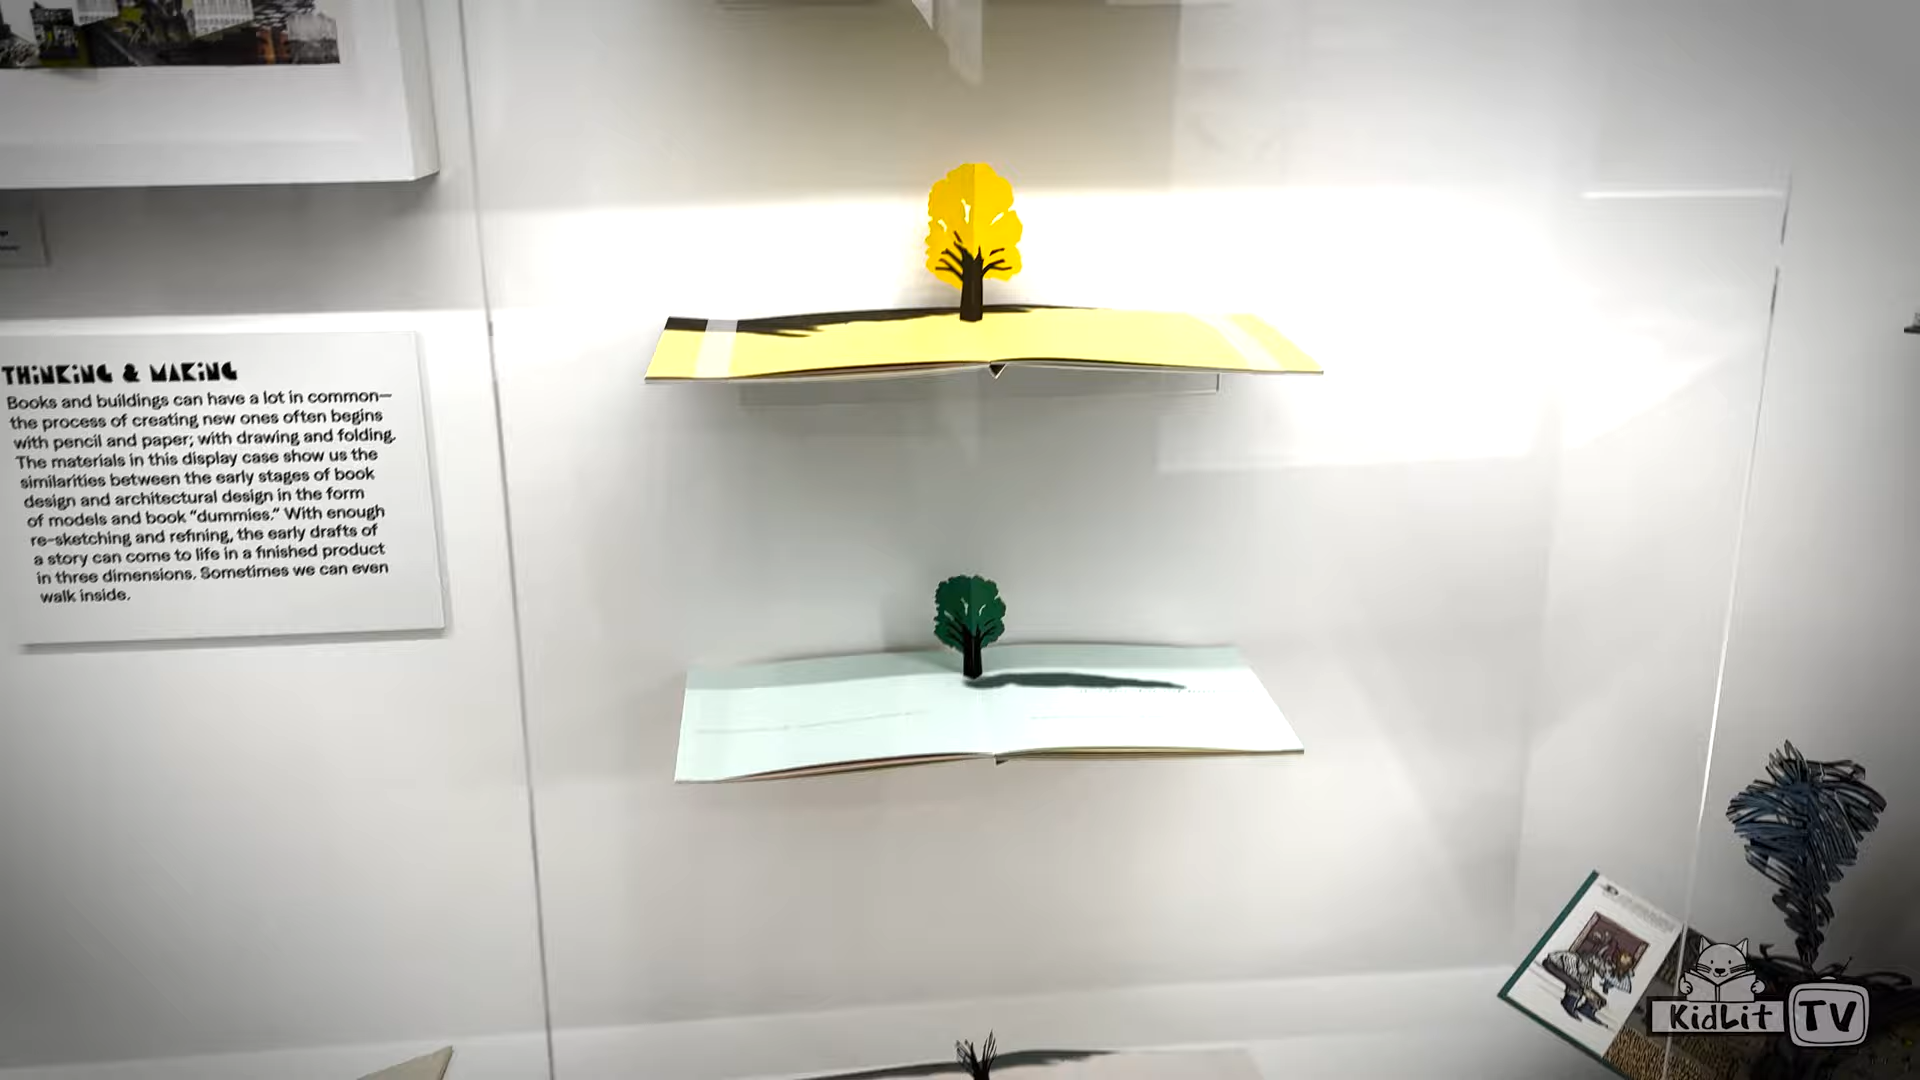 THINKING & MAKING
Books and buildings can have a lot in common—
the process of creating new ones often begins
with pencil and paper; with drawing and folding.
The materials in this display case show us the
similarities between the early stages of book
design and architectural design in the form
of models and book “dummies.” With enough
re-sketching and refining, the early drafts of
a story can come to life in a finished product
in three dimensions. Sometimes we can even
walk inside.
KidLit TV